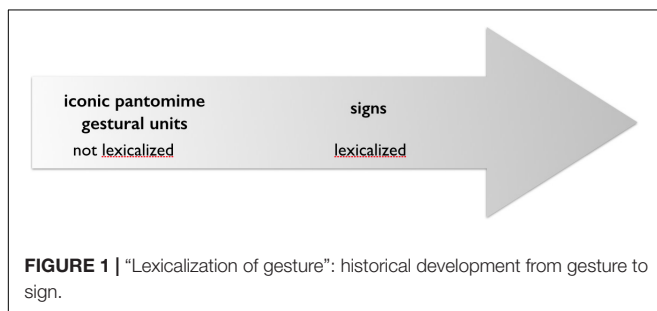 iconic pantomime
gestural units
not lexicalized
signs
lexicalized
FIGURE 1 | "Lexicalization of gesture": historical development from gesture to
sign.